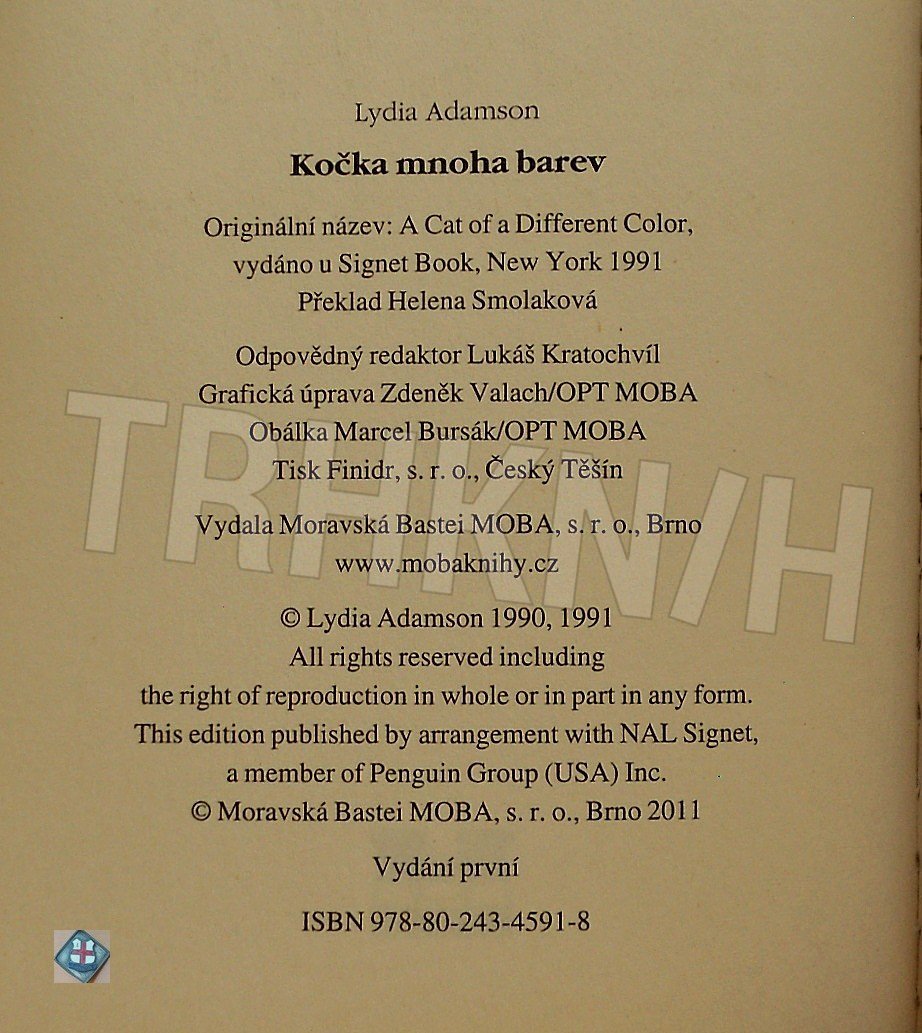 Lydia Adamson
Kočka mnoha barev
Originální název: A Cat of a Different Color,
vydáno u Signet Book, New York 1991
Překlad Helena Smolaková
Odpovědný redaktor Lukáš Kratochvíl
Grafická úprava Zdeněk Valach/OPT MOBA
Obálka Marcel Bursák/OPT MOBA
Tisk Finidr, s. r. o., Český Těšín
Vydala Moravská Bastei MOBA, s. r. o., Brno
www.mobaknihy.cz
© Lydia Adamson 1990, 1991
All rights reserved including
the right of reproduction in whole or in part in any form.
This edition published by arrangement with NAL Signet,
a member of Penguin Group (USA) Inc.
© Moravská Bastei MOBA, s. r. o., Brno 2011
Vydání první
ISBN 978-80-243-4591-8
TRHKN/H